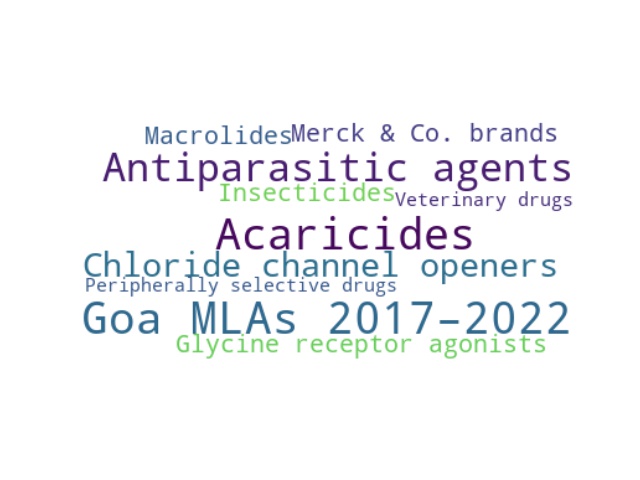 Macrolides Merck & Co. brands
Antiparasitic agents
Insecticides Veterinary drugs
Acaricides
Chloride channel openers
Peripherally selective drugs
Goa MLAs 2017–2022
Glycine receptor agonists